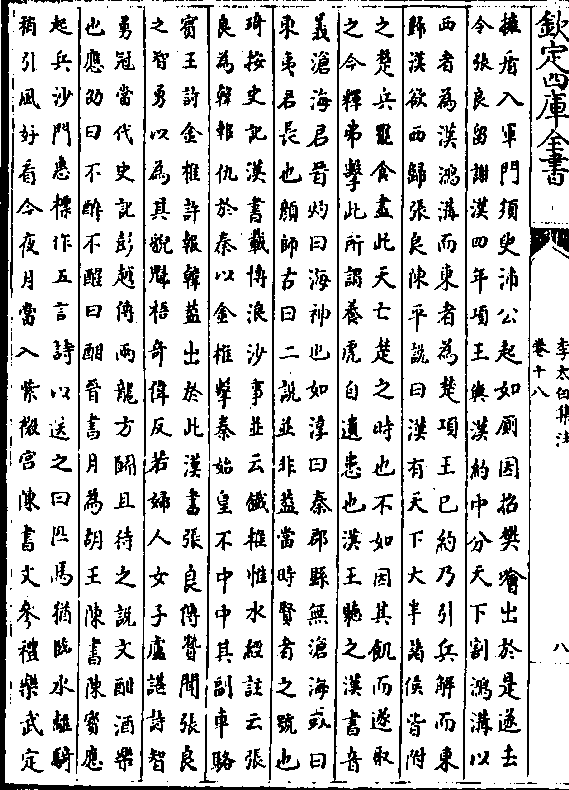 欽定四庫全書
李太白集注
卷十八
八
擁盾入軍門須臾沛公起如厠因招樊噲出於是遂去
令張良留謝漢四年項王與漢約中分天下割鴻溝以
西者為漢鴻溝而東者為楚項王已約乃引兵解而東
歸漢欲西歸張良陳平説曰漢有天下大半諸侯皆附
之楚兵罷食盡此天亡楚之時也不如因其飢而遂取
之今釋弗擊此所謂養虎自遺患也漢王聽之漢書音
義滄海君晉灼曰海神也如淳曰秦郡縣無滄海或曰
東夷君長也顔師古曰二説並非蓋當時賢者之號也
琦按史記漢書載博浪沙事並云鐵椎惟水經註云張
良為韓報仇於秦以金椎擊秦始皇不中中其副車駱
賓王詩金椎許報韓蓋出於此漢書張良傳贊聞張良
之智勇以為其貌魁梧奇偉反若婦人女子盧諶詩智
勇冠當代史記彭越傳兩龍方鬭且待之説文酣酒樂
也應劭曰不醉不醒曰酣晉書月為胡王陳書陳寶應
起兵沙門惠標作五言詩以送之曰匹馬猶臨水離騎
稍引風好看今夜月當入紫微宫陳書文參禮樂武定